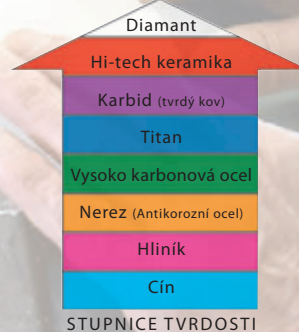 Diamant
Hi-tech keramika
Karbid (tvrdý kov)
Titan
Vysoko karbonová ocel
Nerez (Antikorozní ocel)
Hliník
Cín
STUPNICE TVRDOSTI